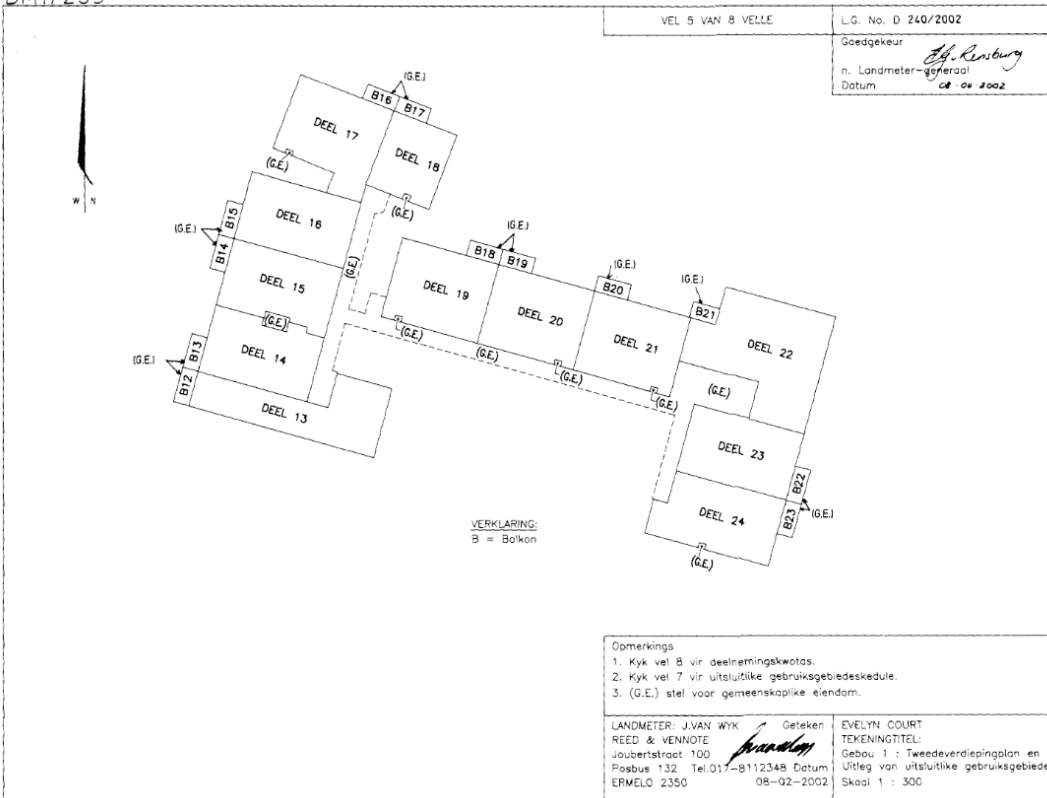 VEL 5 VAN 8 VELLE
L.G. No. D 240/2002
Goedgekeur
n. Landmeter-generaal
Datum 08-04-2002
W N
(G.E.)
B16 B17
DEEL 17
DEEL 18
(G.E.)
(G.E.)
(G.E.)
B15
B14
DEEL 16
DEEL 15
(G.E.)
(G.E.)
(G.E.)
B13
B12
DEEL 14
DEEL 13
(G.E.)
B18 B19
DEEL 19
DEEL 20
(G.E.)
B20
DEEL 21
(G.E.)
B21
DEEL 22
(G.E.)
(G.E.)
(G.E.)
(G.E.)
(G.E.)
DEEL 23
DEEL 24
B22
B23
(G.E.)
(G.E.)
VERKLARING:
B = Balkon
Opmerkings
1. Kyk vel 8 vir deelnemingskwotas.
2. Kyk vel 7 vir uitsluitlike gebruiksgebiedeskedule.
3. (G.E.) stel voor gemeenskaplike eiendom.
LANDMETER: J.VAN WYK Geteken
REED & VENNOTE
Joubertstraat 100
Posbus 132 Tel.017-8112348 Datum
ERMELO 2350 08-02-2002
EVELYN COURT
TEKENINGTITEL:
Gebou 1 : Tweedeverdiepingplan en
Uitleg van uitsluitlike gebruiksgebiede
Skaal 1 : 300